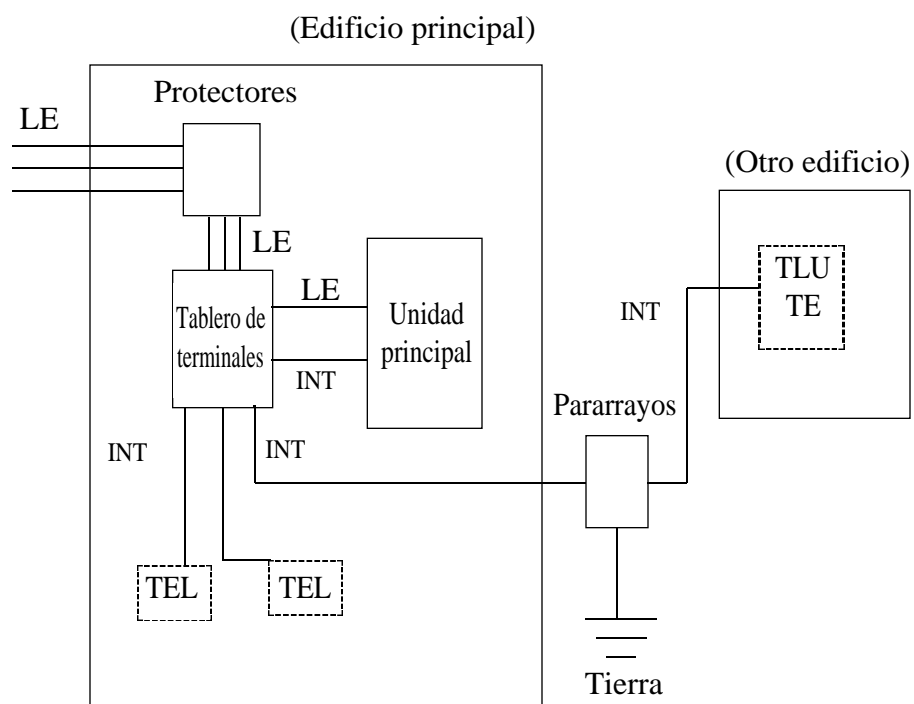 (Edificio principal)
Protectores
LE
(Otro edificio)
LE
TLU
TE
LE
INT
Tablero de
terminales
Unidad
principal
INT
Pararrayos
INT
INT
TEL
TEL
Tierra